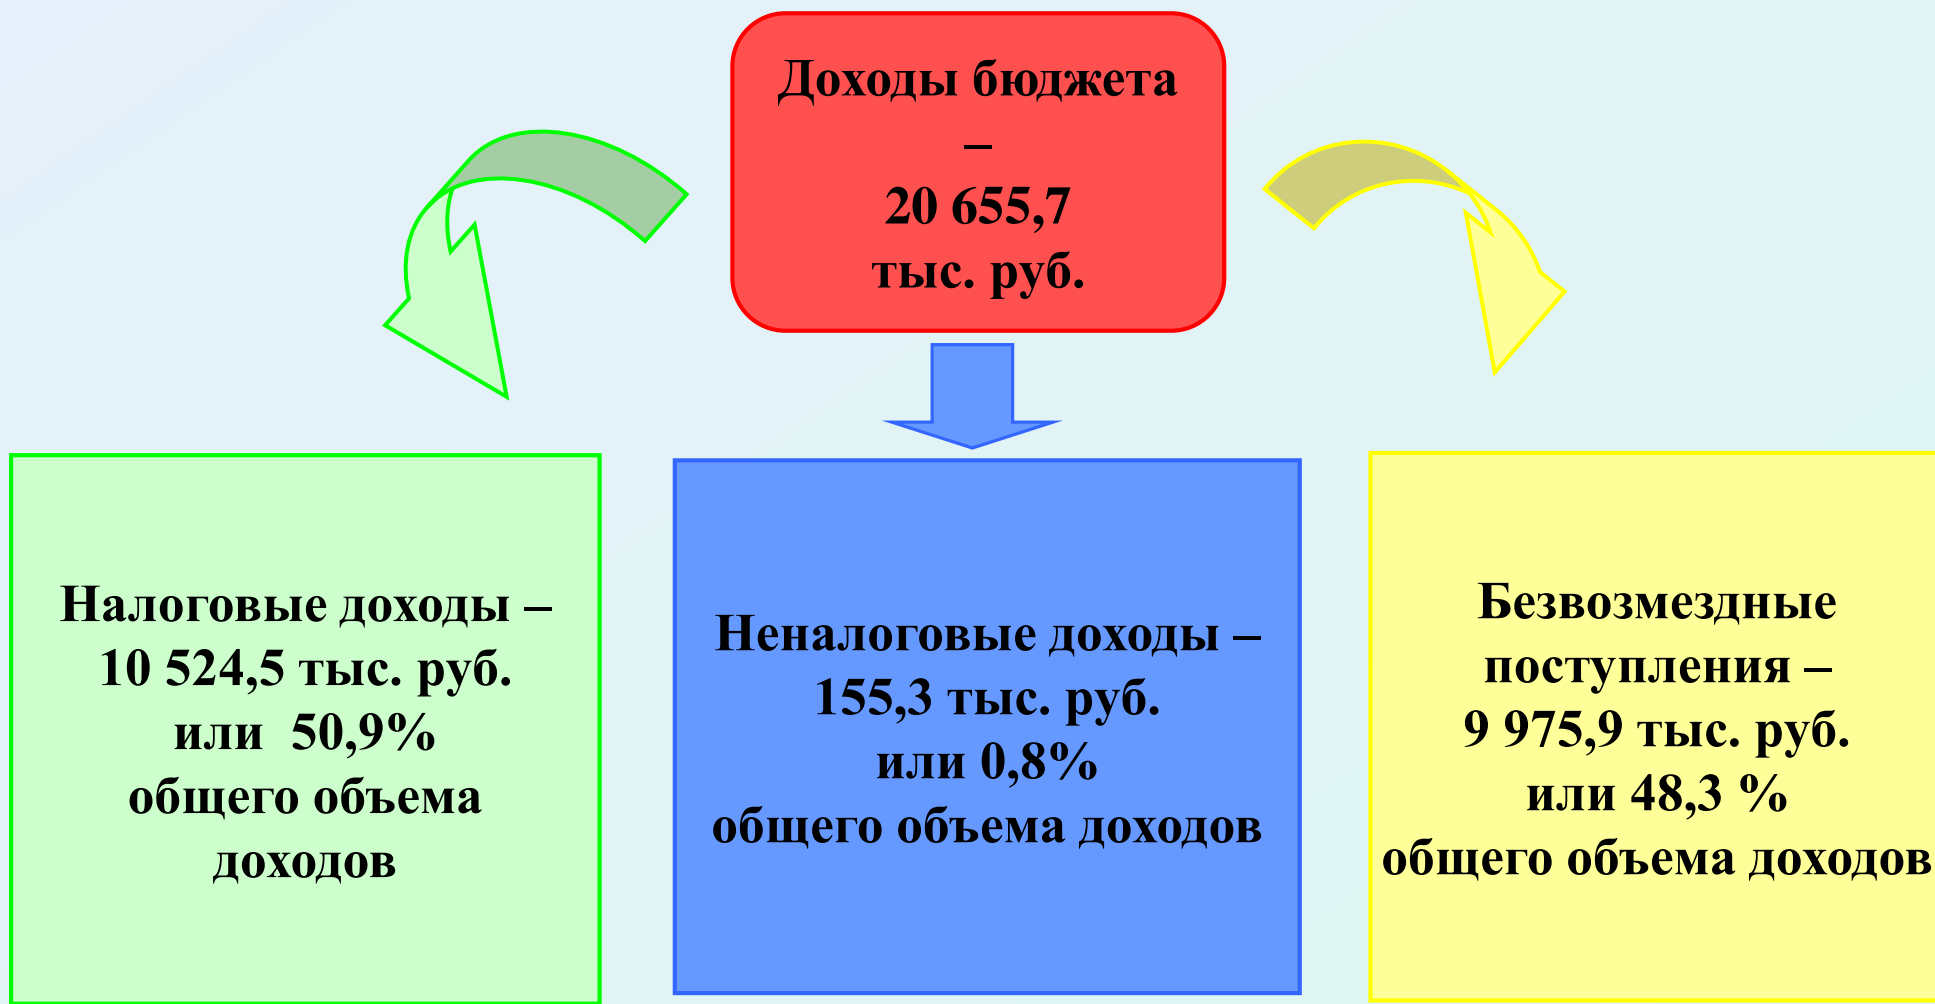 Доходы бюджета
–
20 655,7
тыс. руб.
Налоговые доходы –
10 524,5 тыс. руб.
или  50,9%
общего объема
доходов
Неналоговые доходы –
155,3 тыс. руб.
или 0,8%
общего объема доходов
Безвозмездные
поступления –
9 975,9 тыс. руб.
или 48,3 %
общего объема доходов